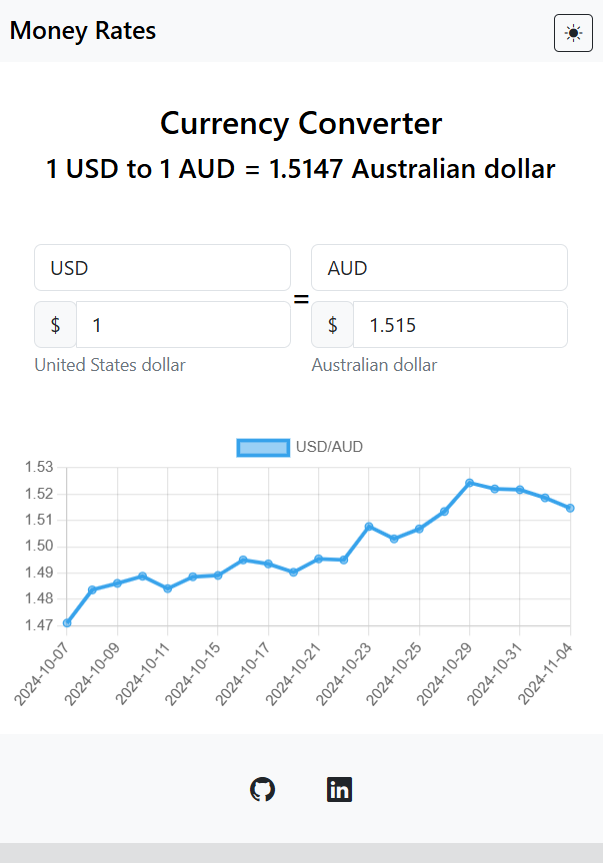 Money Rates
Currency Converter
1 USD to 1 AUD = 1.5147 Australian dollar
USD
AUD
=
$ 1
$ 1.515
United States dollar
Australian dollar
USD/AUD
1.53
1.52
1.51
1.50
1.49
1.48
1.47
2024-10-07
2024-10-09
2024-10-11
2024-10-15
2024-10-17
2024-10-21
2024-10-23
2024-10-25
2024-10-29
2024-10-31
2024-11-04
in